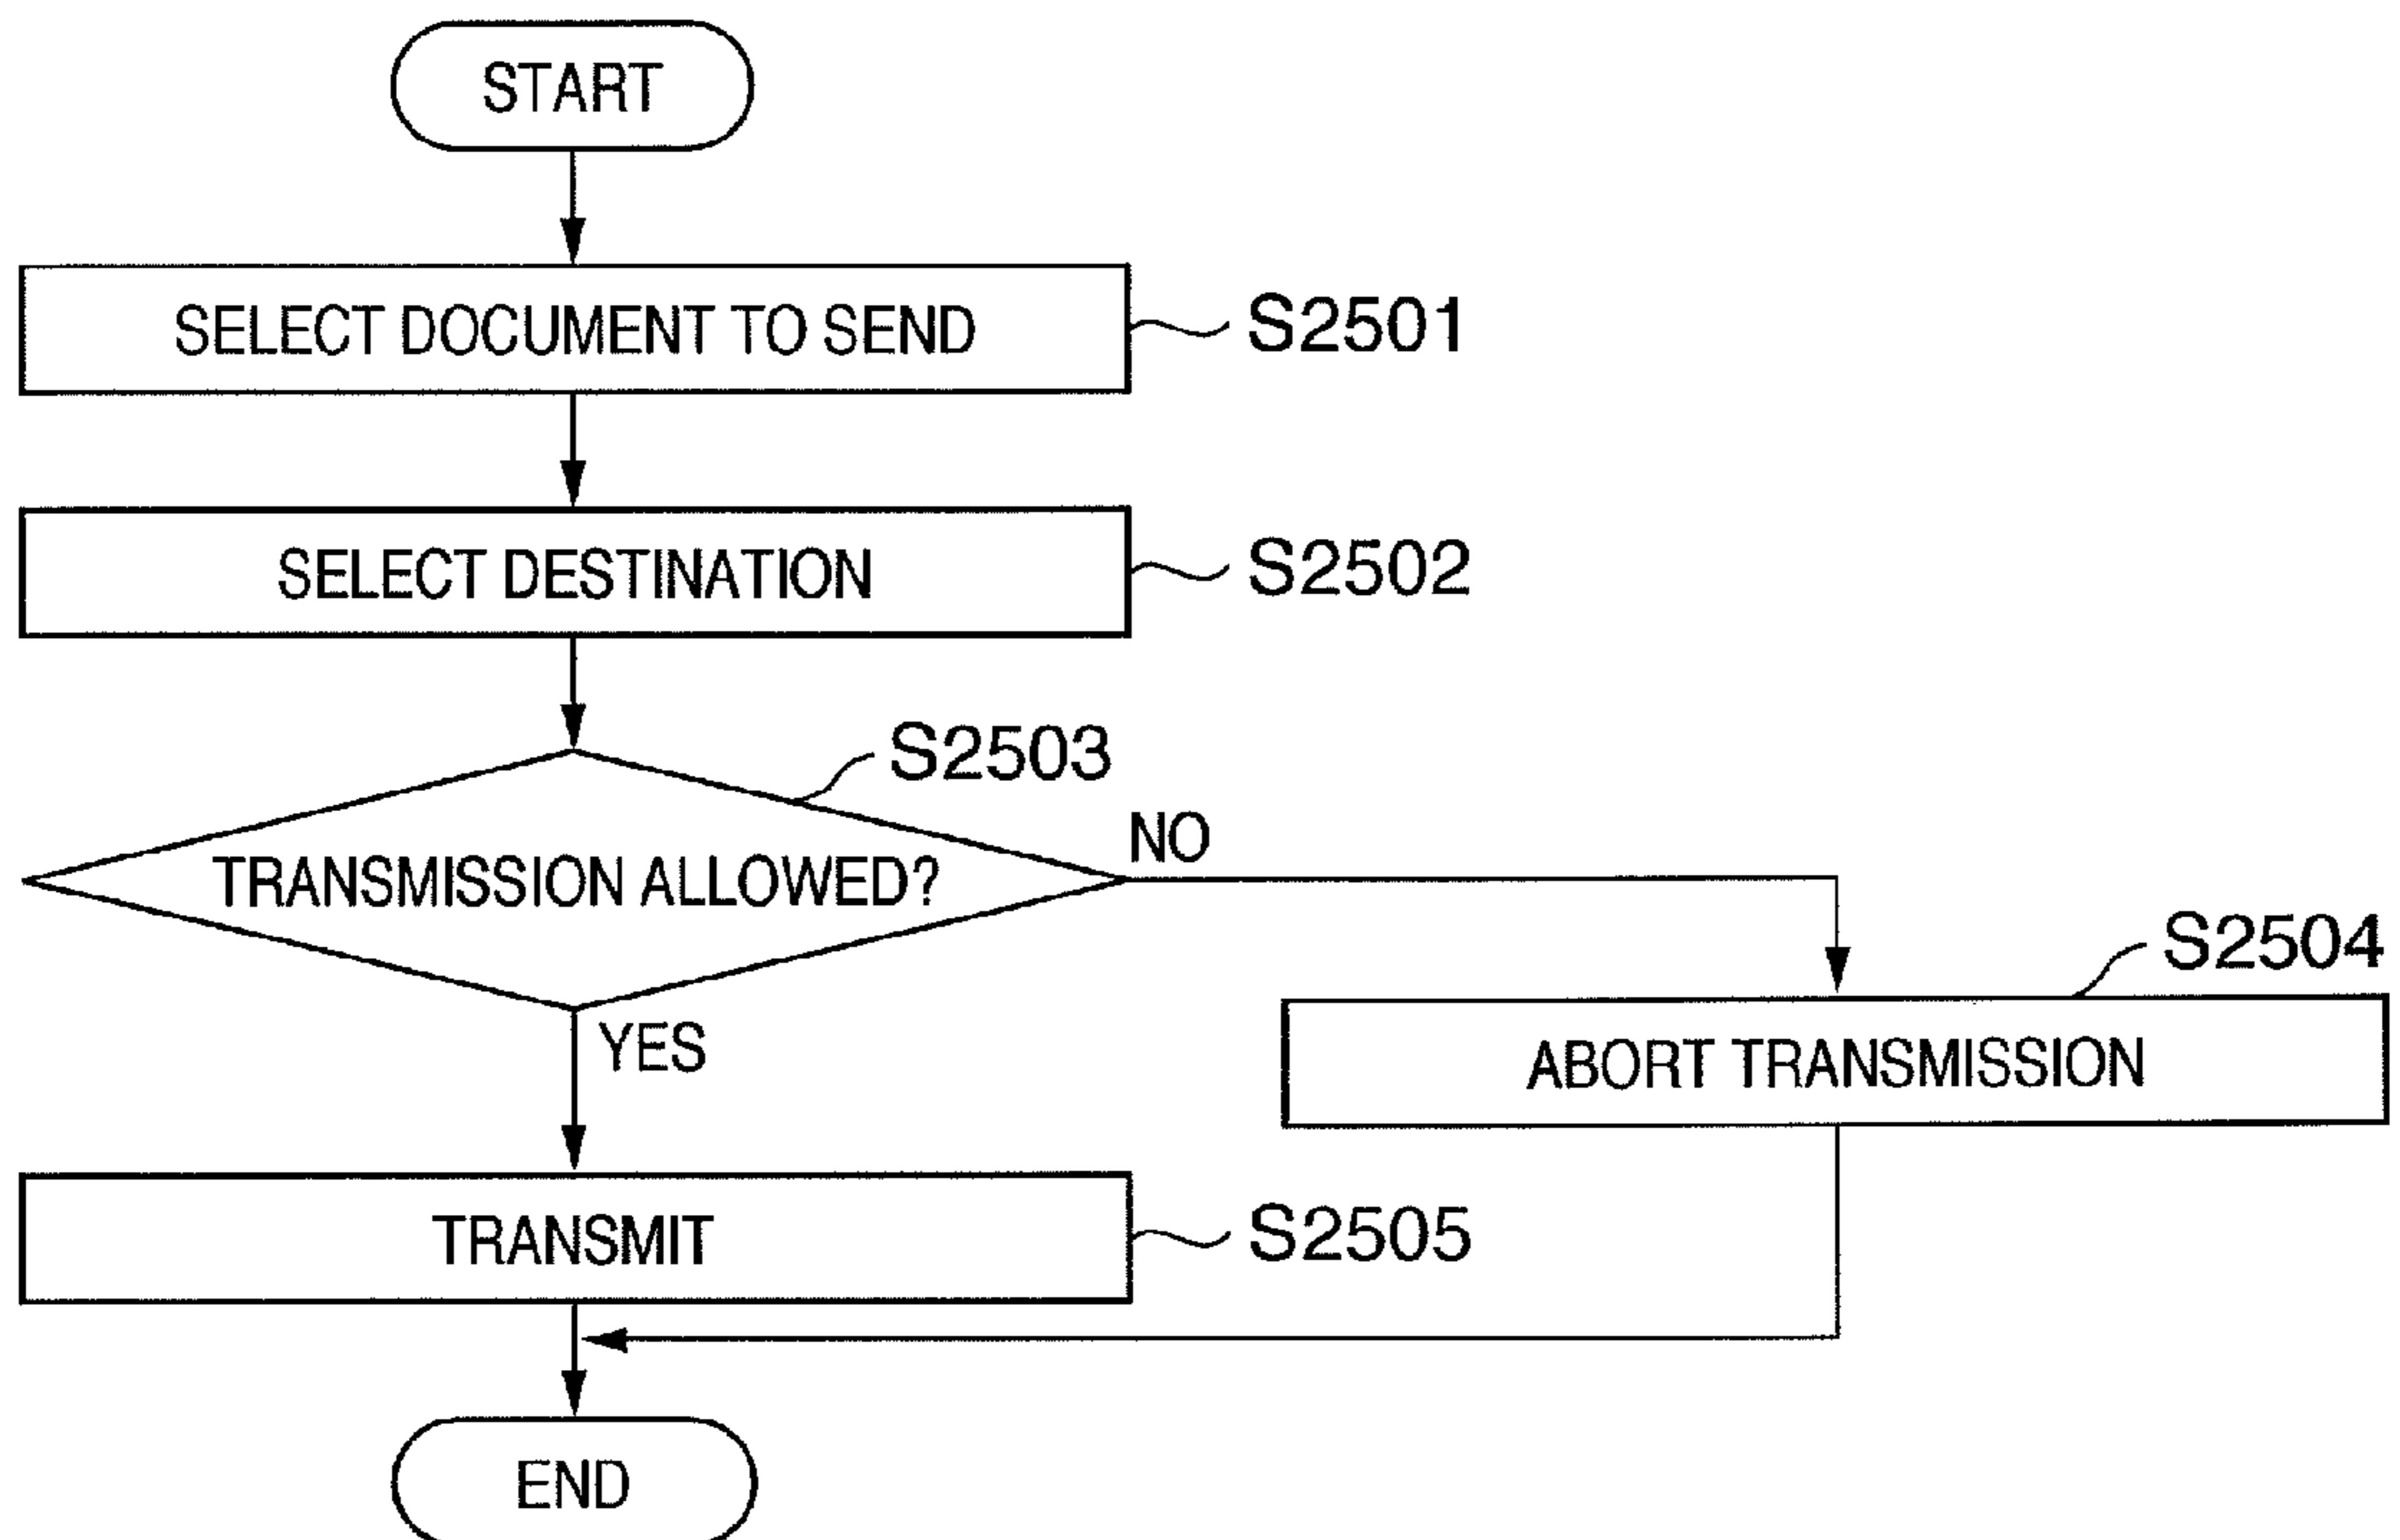 START
SELECT DOCUMENT TO SEND
S2501
SELECT DESTINATION
S2502
S2503
TRANSMISSION ALLOWED?
NO
S2504
YES
ABORT TRANSMISSION
TRANSMIT
S2505
END